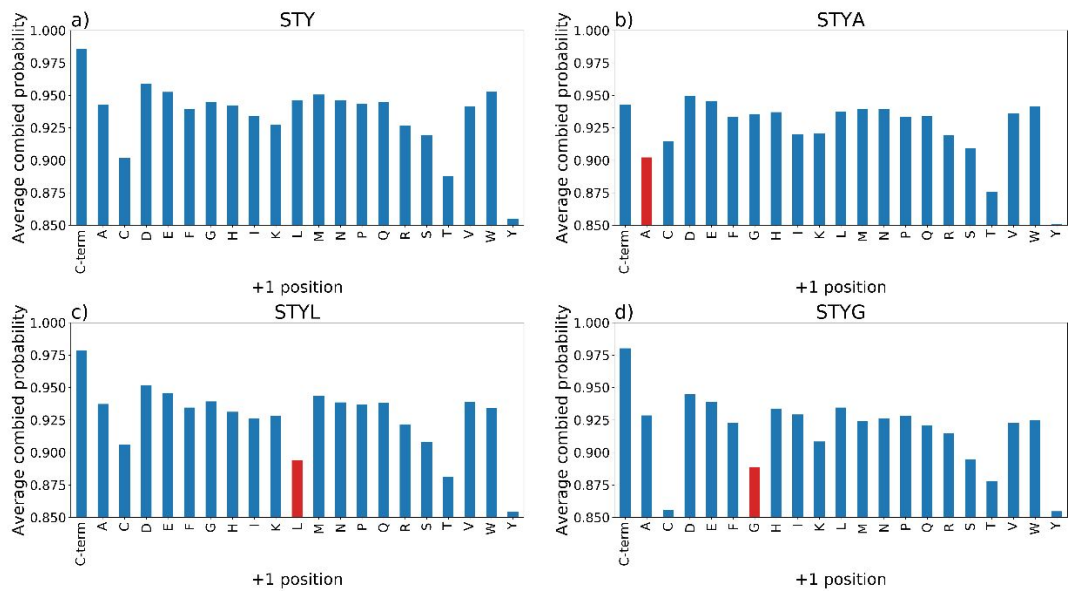 a) STY
Average combied probability
1.000
0.975
0.950
0.925
0.900
0.875
0.850
C-term A C D E F G H I K L M N P Q R S T V W Y
+1 position
b) STYA
Average combied probability
1.000
0.975
0.950
0.925
0.900
0.875
0.850
C-term A C D E F G H I K L M N P Q R S T V W Y
+1 position
c) STYL
Average combied probability
1.000
0.975
0.950
0.925
0.900
0.875
0.850
C-term A C D E F G H I K L M N P Q R S T V W Y
+1 position
d) STYG
Average combied probability
1.000
0.975
0.950
0.925
0.900
0.875
0.850
C-term A C D E F G H I K L M N P Q R S T V W Y
+1 position